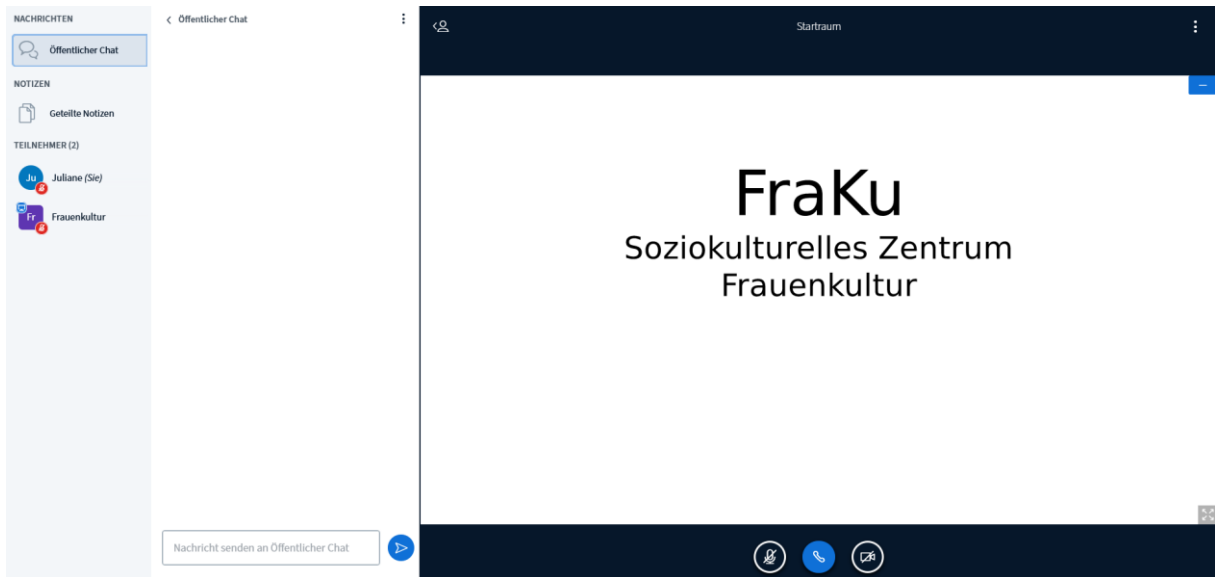 NACHRICHTEN
Öffentlicher Chat
NOTIZEN
Geteilte Notizen
TEILNEHMER (2)
Ju Juliane (Sie)
Fr Frauenkultur
Öffentlicher Chat
Nachricht senden an Öffentlicher Chat
Startraum
FraKu
Soziokulturelles Zentrum
Frauenkultur